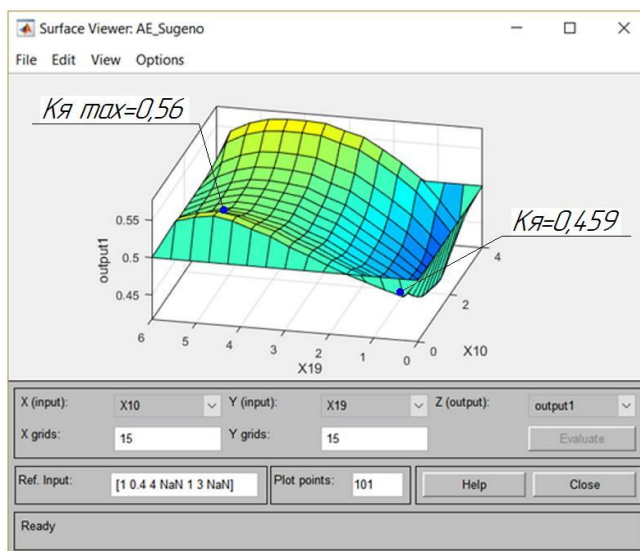 Surface Viewer: AE_Sugeno
File Edit View Options
Kя max=0,56
Kя=0,459
0.55
0.5
0.45
output1
6 5 4 3 2 1 0
X19
0 2 4
X10
X (input): X10 Y (input): X19 Z (output): output1
X grids: 15 Y grids: 15 Evaluate
Ref. Input: [1 0.4 4 NaN 1 3 NaN] Plot points: 101 Help Close
Ready